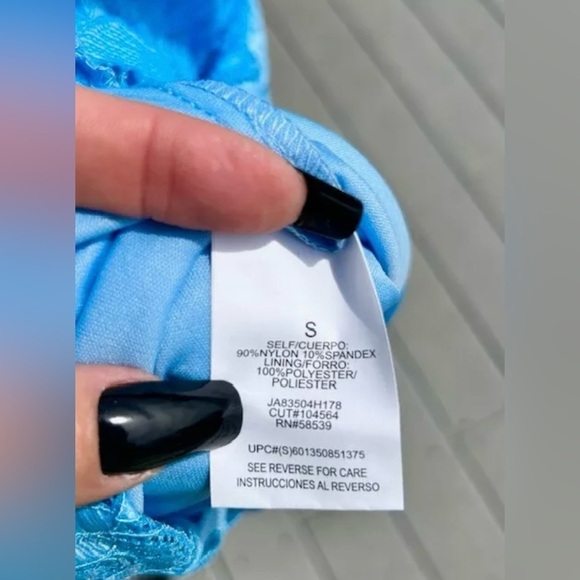 S
SELF/CUERPO:
90%NYLON 10%SPANDEX
LINING/FORRO:
100%POLYESTER/
POLIESTER
JA83504H178
CUT#104564
RN#58539
UPC#(S)601350851375
SEE REVERSE FOR CARE
INSTRUCCIONES AL REVERSO